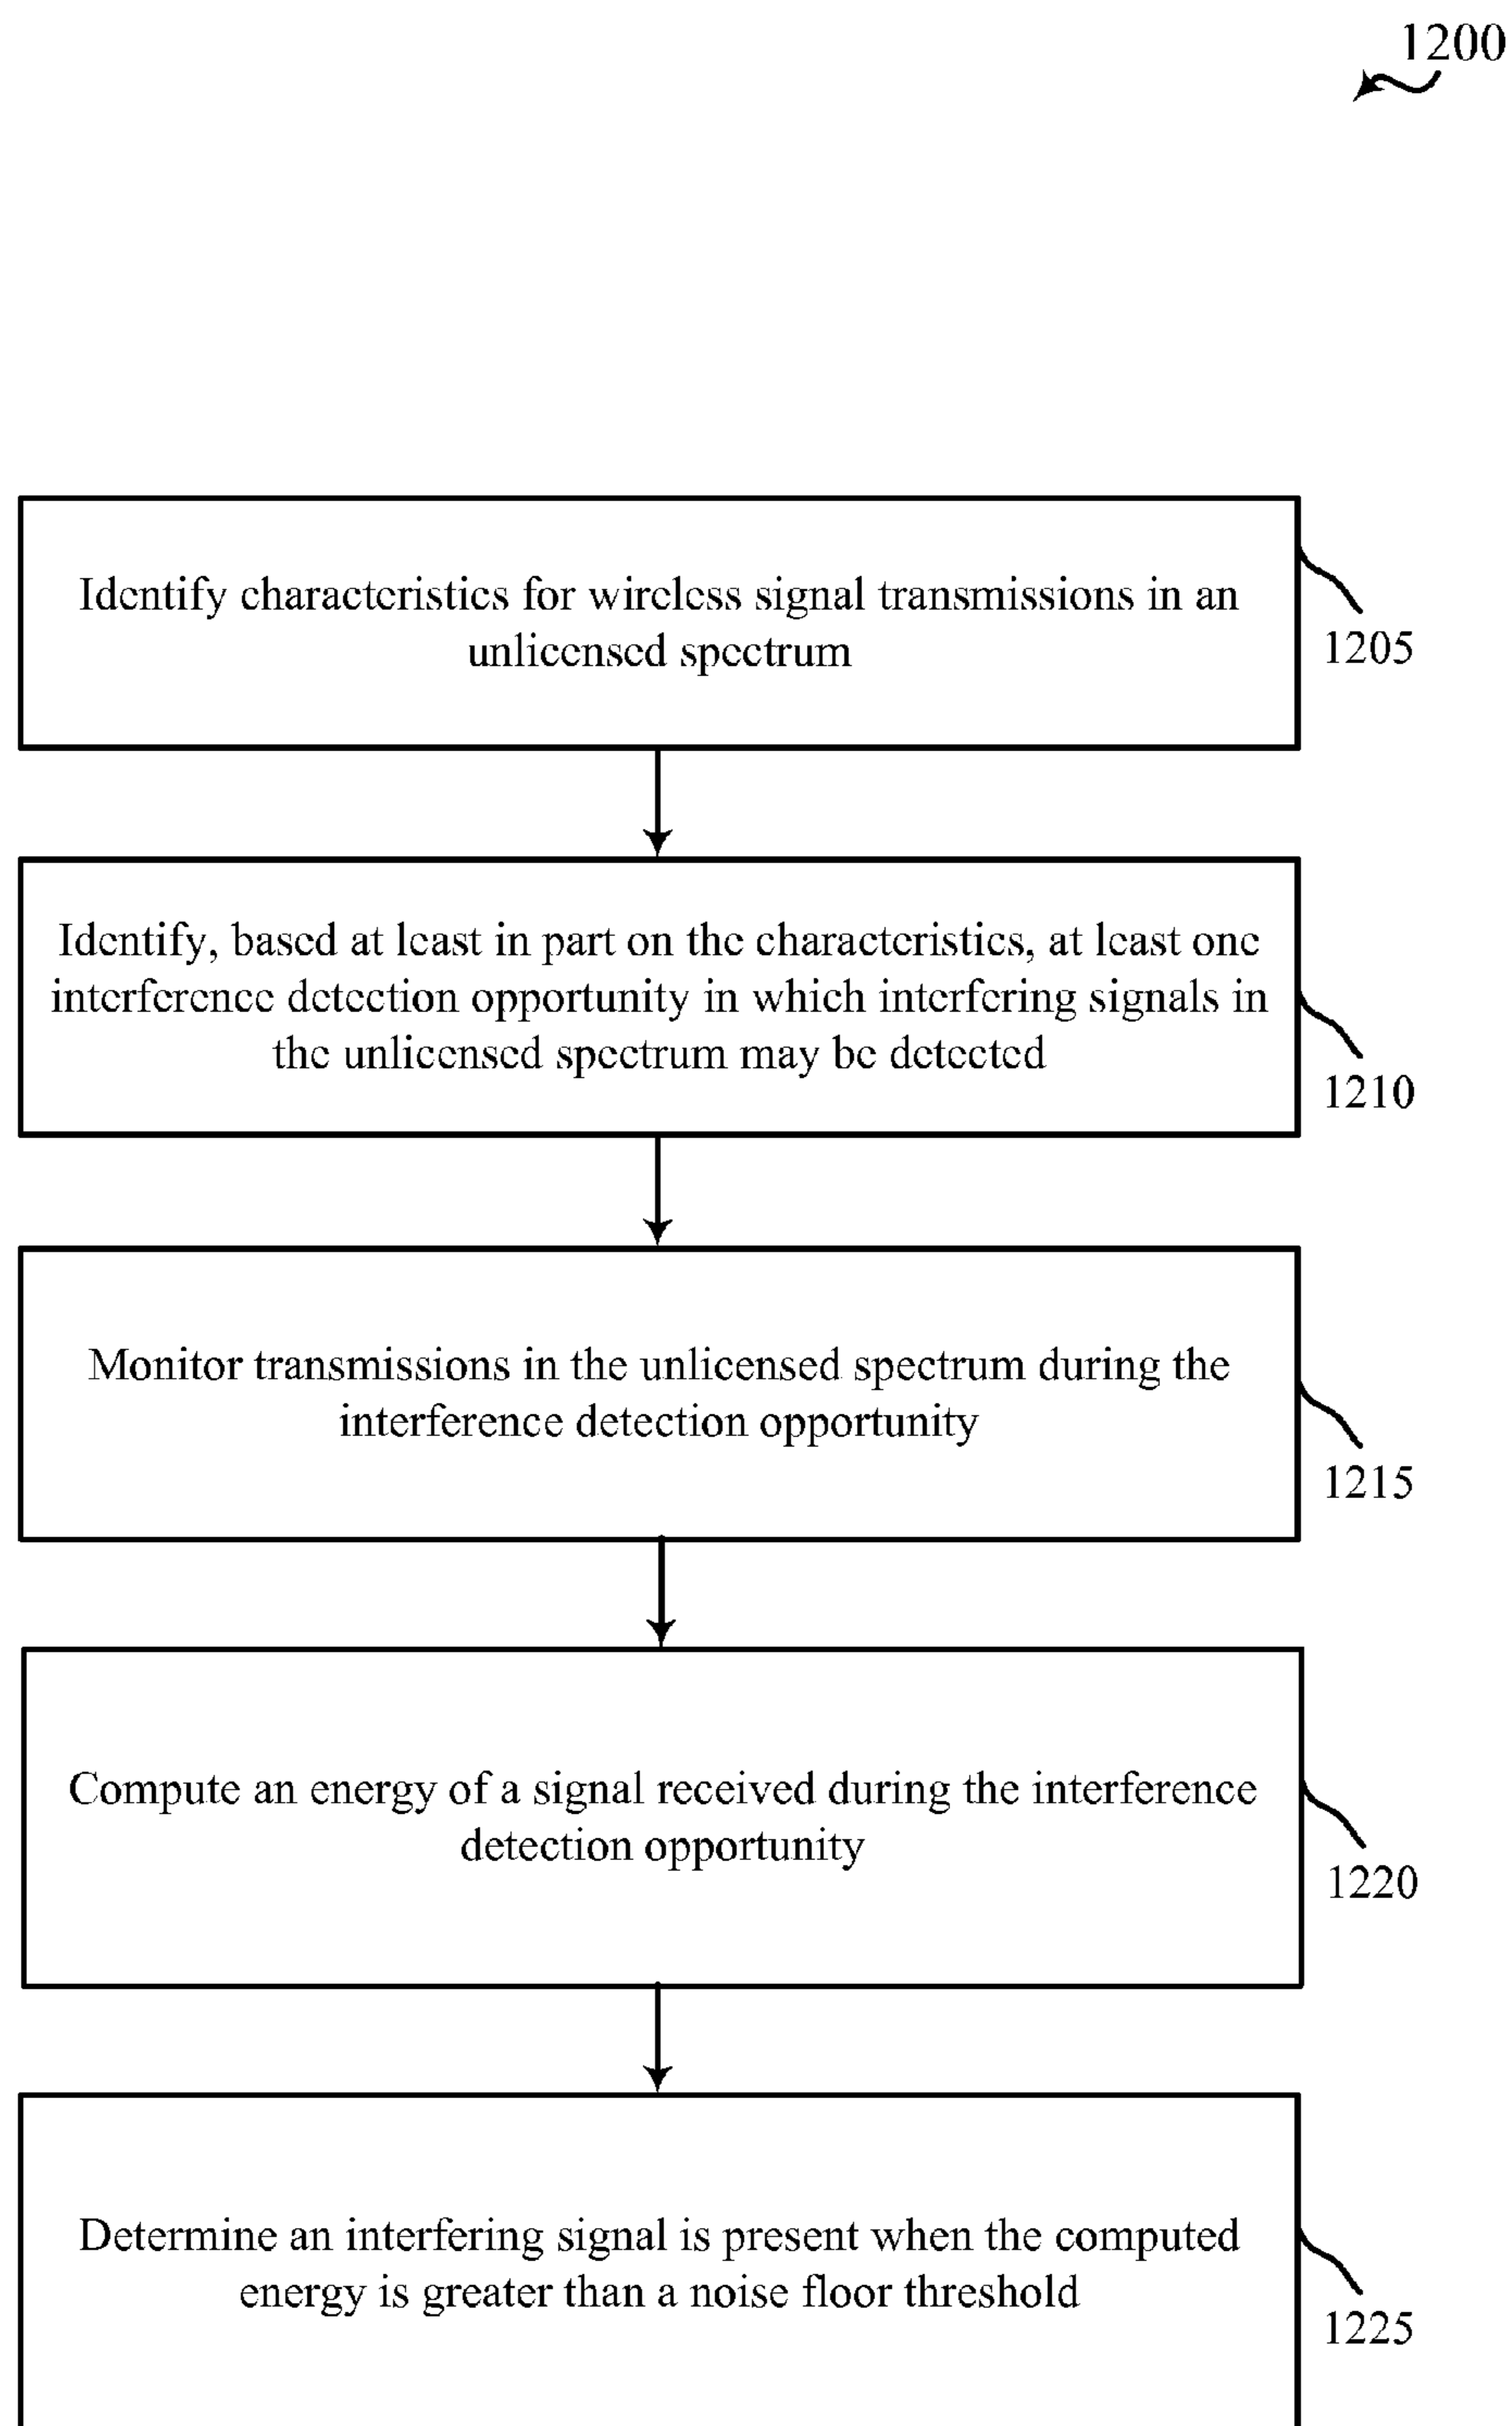 1200
Identify characteristics for wireless signal transmissions in an
unlicensed spectrum
1205
Identify, based at least in part on the characteristics, at least one
interference detection opportunity in which interfering signals in
the unlicensed spectrum may be detected
1210
Monitor transmissions in the unlicensed spectrum during the
interference detection opportunity
1215
Compute an energy of a signal received during the interference
detection opportunity
1220
Determine an interfering signal is present when the computed
energy is greater than a noise floor threshold
1225